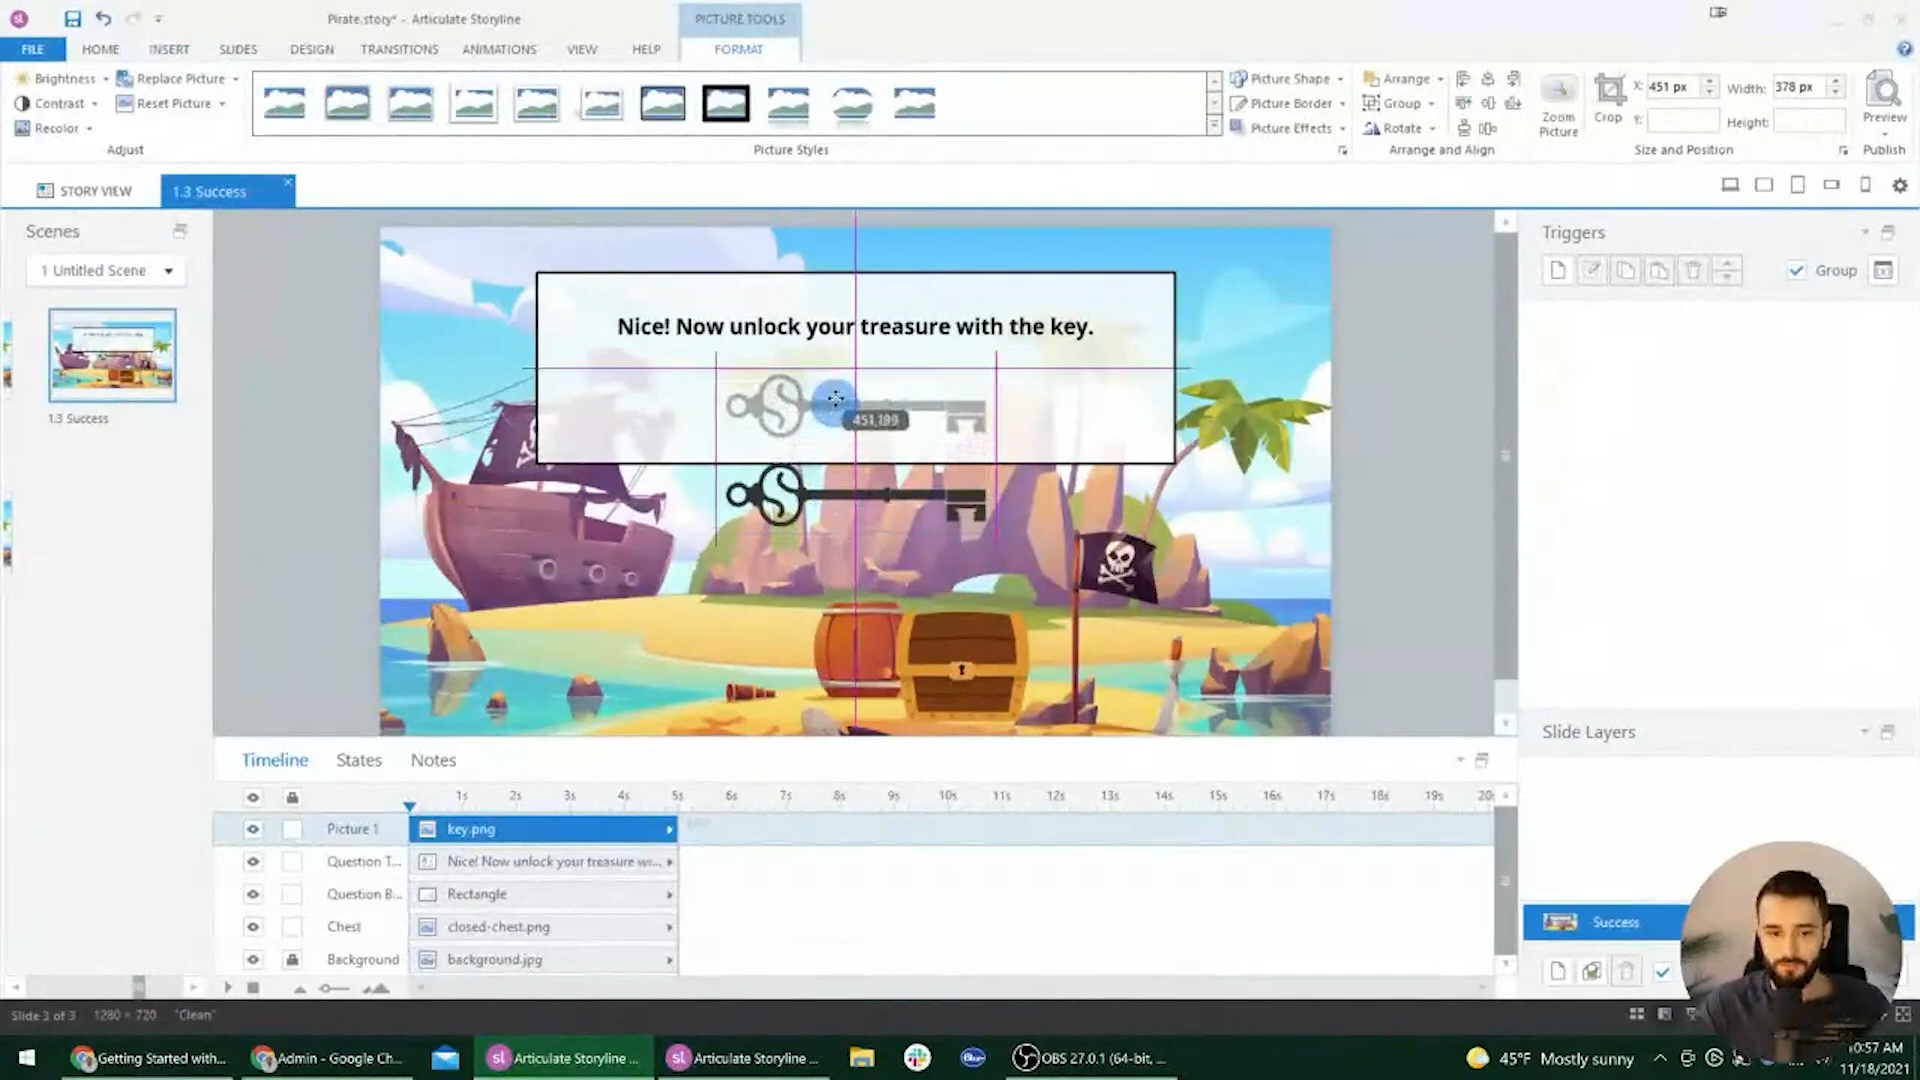 Pirate.story* - Articulate Storyline
PICTURE TOOLS
FILE HOME INSERT SLIDES DESIGN TRANSITIONS ANIMATIONS VIEW HELP FORMAT
Brightness
Replace Picture
Contrast
Reset Picture
Recolor
Adjust
Picture Styles
Picture Shape
Picture Border
Picture Effects
Arrange
Group
Rotate
Arrange and Align
Zoom Picture
Crop
X: 451 px
Width: 378 px
Y:
Height:
Size and Position
Preview
Publish
STORY VIEW
1.3 Success
Scenes
1 Untitled Scene
1.3 Success
Nice! Now unlock your treasure with the key.
451,199
Triggers
Group
Slide Layers
Success
Timeline States Notes
1s 2s 3s 4s 5s 6s 7s 8s 9s 10s 11s 12s 13s 14s 15s 16s 17s 18s 19s 20
Picture 1 key.png
Question T... Nice! Now unlock your treasure wi...
Question B... Rectangle
Chest closed-chest.png
Background background.jpg
Slide 3 of 3 1280 × 720 "Clean"
Getting Started with...
Admin - Google Ch...
Articulate Storyline ...
Articulate Storyline ...
OBS 27.0.1 (64-bit, ...
45°F Mostly sunny
10:57 AM
11/18/2021